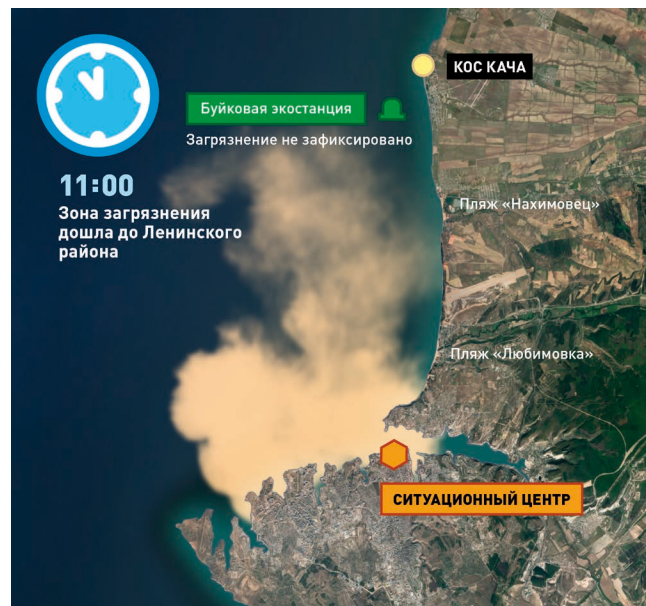 КОС КАЧА
Буйковая экостанция
Загрязнение не зафиксировано
11:00
Зона загрязнения
дошла до Ленинского
района
Пляж «Нахимовец»
Пляж «Любимовка»
СИТУАЦИОННЫЙ ЦЕНТР